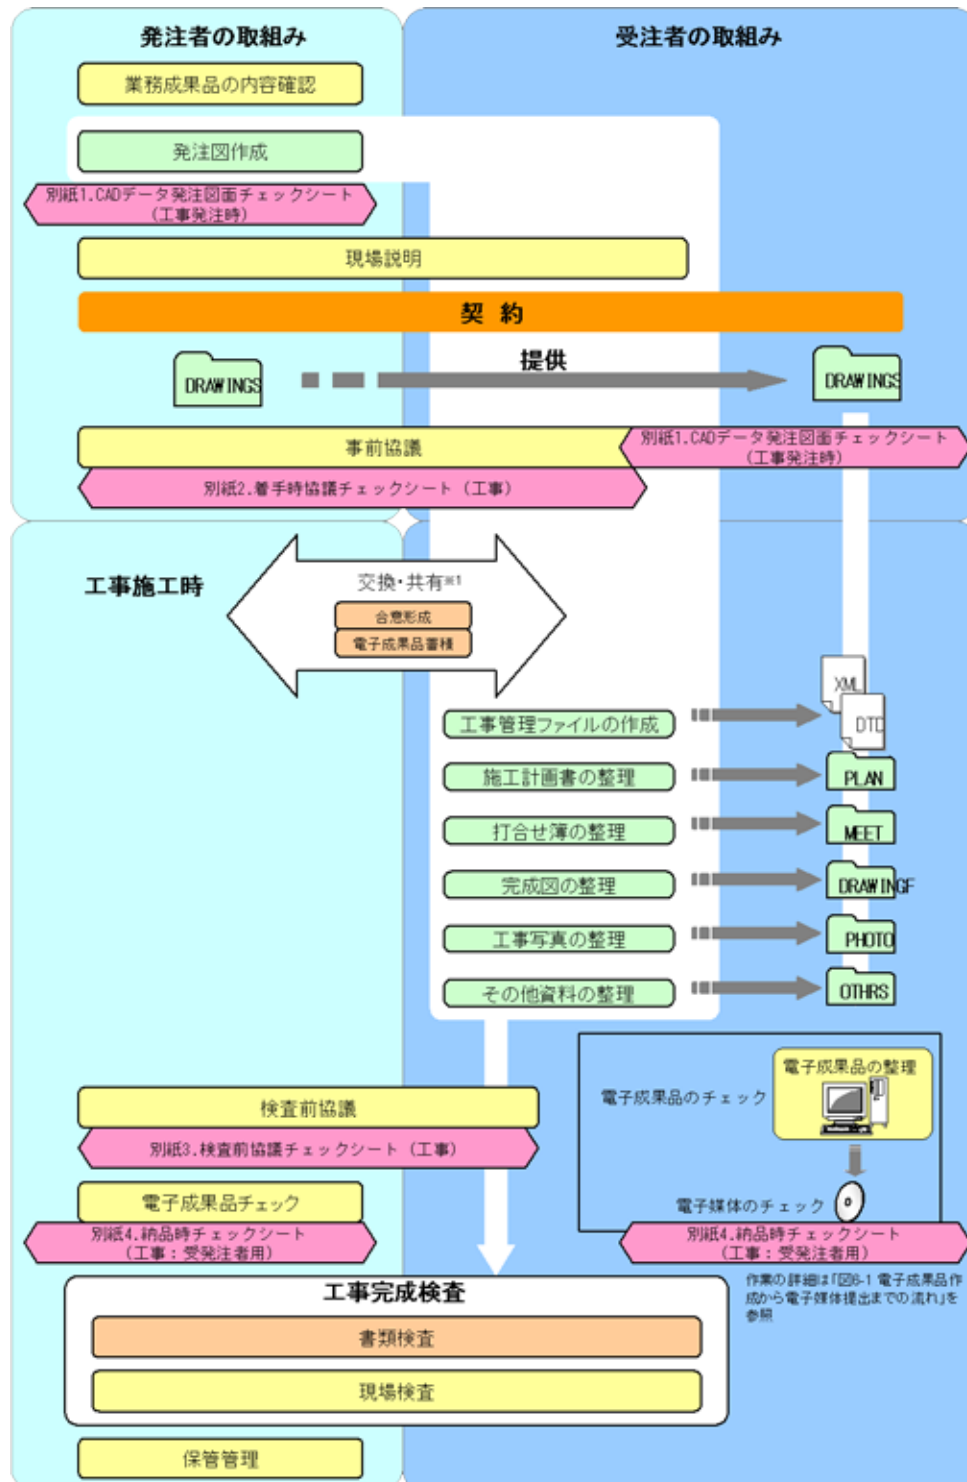 発注者の取組み
受注者の取組み
業務成果品の内容確認
発注図作成
別紙1.CADデータ発注図面チェックシート
(工事発注時)
現場説明
契 約
提供
DRAWINGS
DRAWINGS
事前協議
別紙1.CADデータ発注図面チェックシート
(工事発注時)
別紙2.着手時協議チェックシート（工事）
工事施工時
交換・共有※1
合意形成
電子成果品蓄積
XML
DTD
工事管理ファイルの作成
施工計画書の整理
PLAN
打合せ簿の整理
MEET
完成図の整理
DRAWINGF
工事写真の整理
PHOTO
その他資料の整理
OTHRS
電子成果品の整理
電子成果品のチェック
検査前協議
別紙3.検査前協議チェックシート（工事）
電子成果品チェック
電子媒体のチェック
別紙4.納品時チェックシート
（工事：受発注者用）
別紙4.納品時チェックシート
（工事：受発注者用）
作業の詳細は「図6-1 電子成果品作
成から電子媒体提出までの流れ」を
参照
工事完成検査
書類検査
現場検査
保管管理